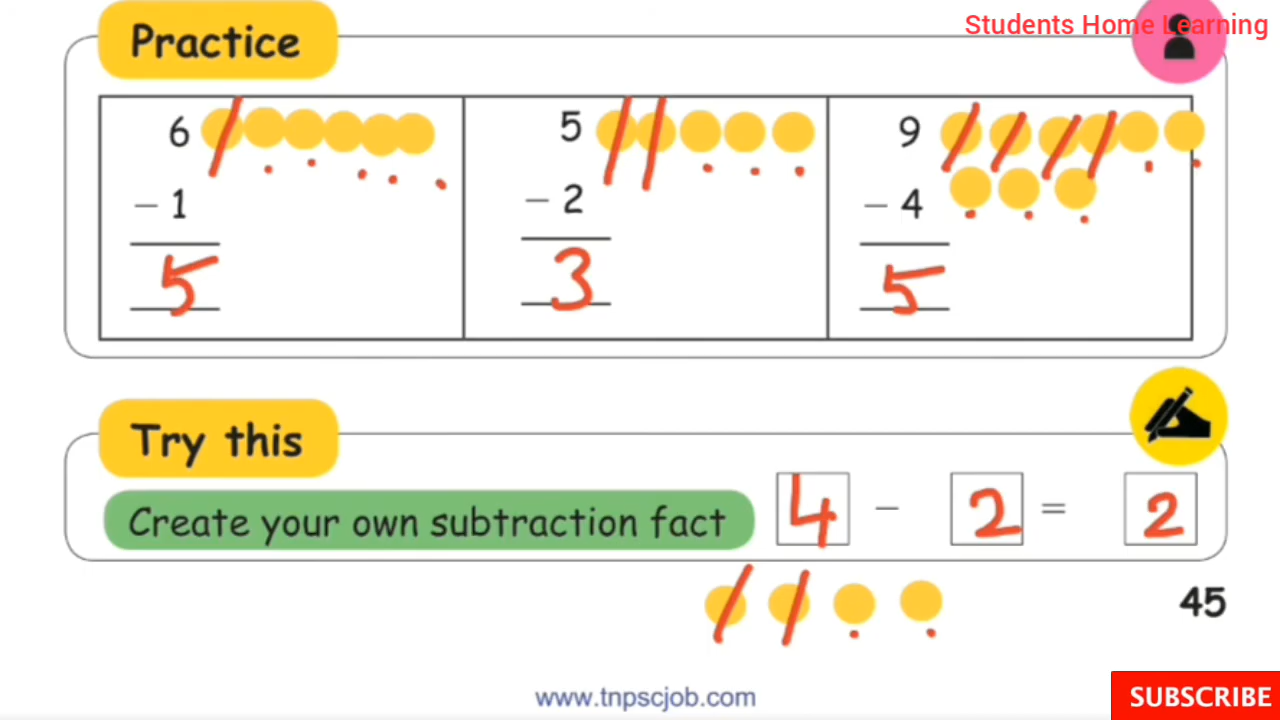 Students Home Learning
Practice
6
− 1
5
5
− 2
3
9
− 4
5
Try this
Create your own subtraction fact 4 − 2 = 2
45
www.tnpscjob.com
SUBSCRIBE